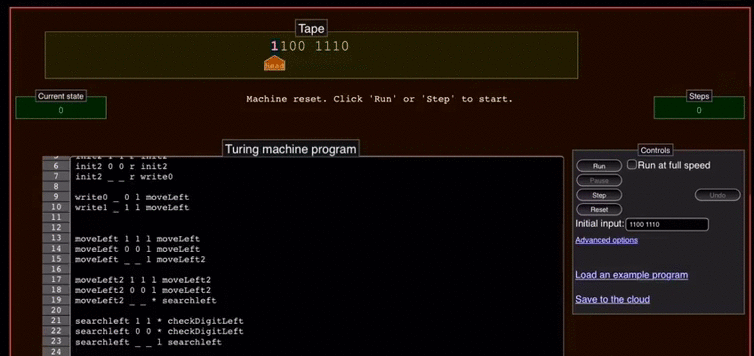 Tape
1100 1110
head
Current state
0
Machine reset. Click 'Run' or 'Step' to start.
Steps
0
Turing machine program
5 init2 1 1 r init2
6 init2 0 0 r init2
7 init2 _ _ r write0
8
9 write0 _ 0 l moveLeft
10 write1 _ 1 l moveLeft
11
12
13 moveLeft 1 1 l moveLeft
14 moveLeft 0 0 l moveLeft
15 moveLeft _ _ l moveLeft2
16
17 moveLeft2 1 1 l moveLeft2
18 moveLeft2 0 0 l moveLeft2
19 moveLeft2 _ _ * searchleft
20
21 searchleft 1 1 * checkDigitLeft
22 searchleft 0 0 * checkDigitLeft
23 searchleft _ _ l searchleft
24
Controls
Run
Run at full speed
Pause
Step
Undo
Reset
Initial input: 1100 1110
Advanced options
Load an example program
Save to the cloud